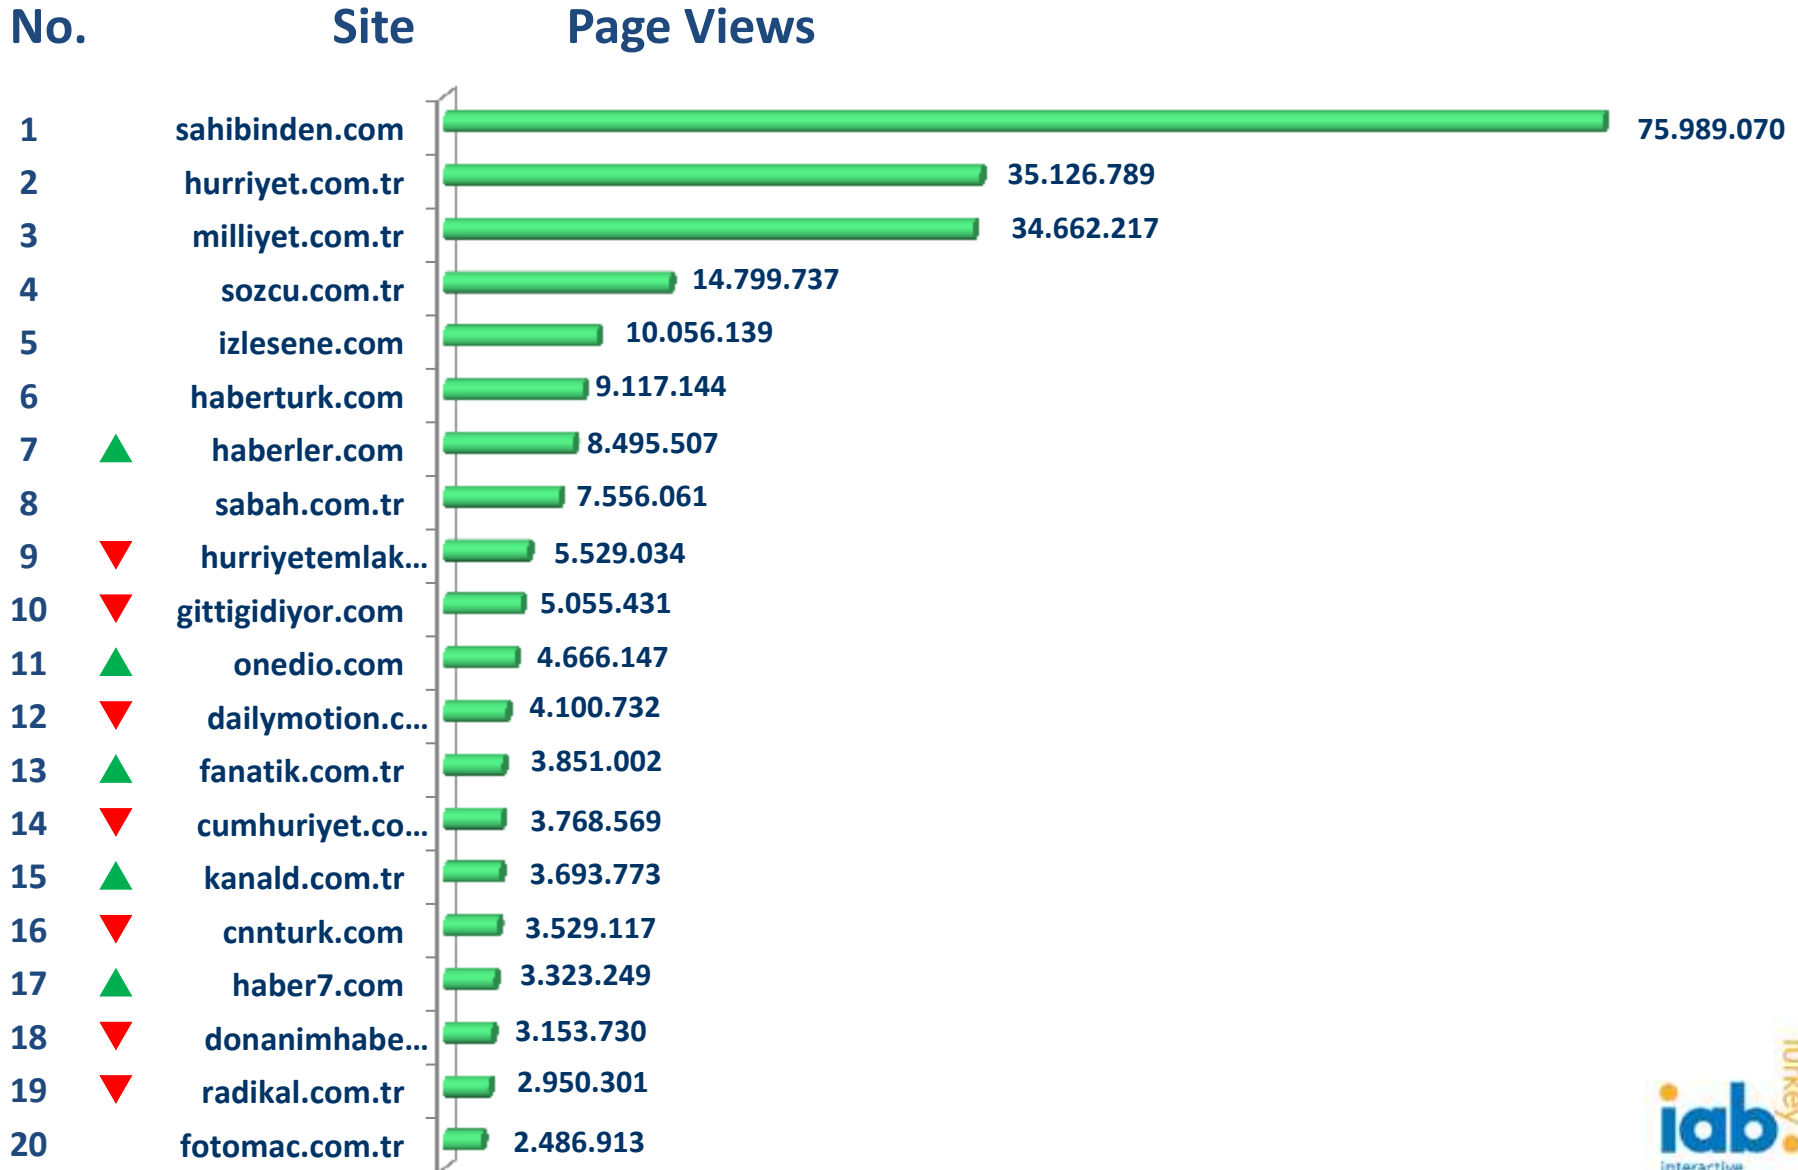 No. Site Page Views
1 sahibinden.com 75.989.070
2 hurriyet.com.tr 35.126.789
3 milliyet.com.tr 34.662.217
4 sozcu.com.tr 14.799.737
5 izlesene.com 10.056.139
6 haberturk.com 9.117.144
7 haberler.com 8.495.507
8 sabah.com.tr 7.556.061
9 hurriyetemlak... 5.529.034
10 gittigidiyor.com 5.055.431
11 onedio.com 4.666.147
12 dailymotion.c... 4.100.732
13 fanatik.com.tr 3.851.002
14 cumhuriyet.co... 3.768.569
15 kanald.com.tr 3.693.773
16 cnnturk.com 3.529.117
17 haber7.com 3.323.249
18 donanimhabe... 3.153.730
19 radikal.com.tr 2.950.301
20 fotomac.com.tr 2.486.913
iab.
Turkey
interactive